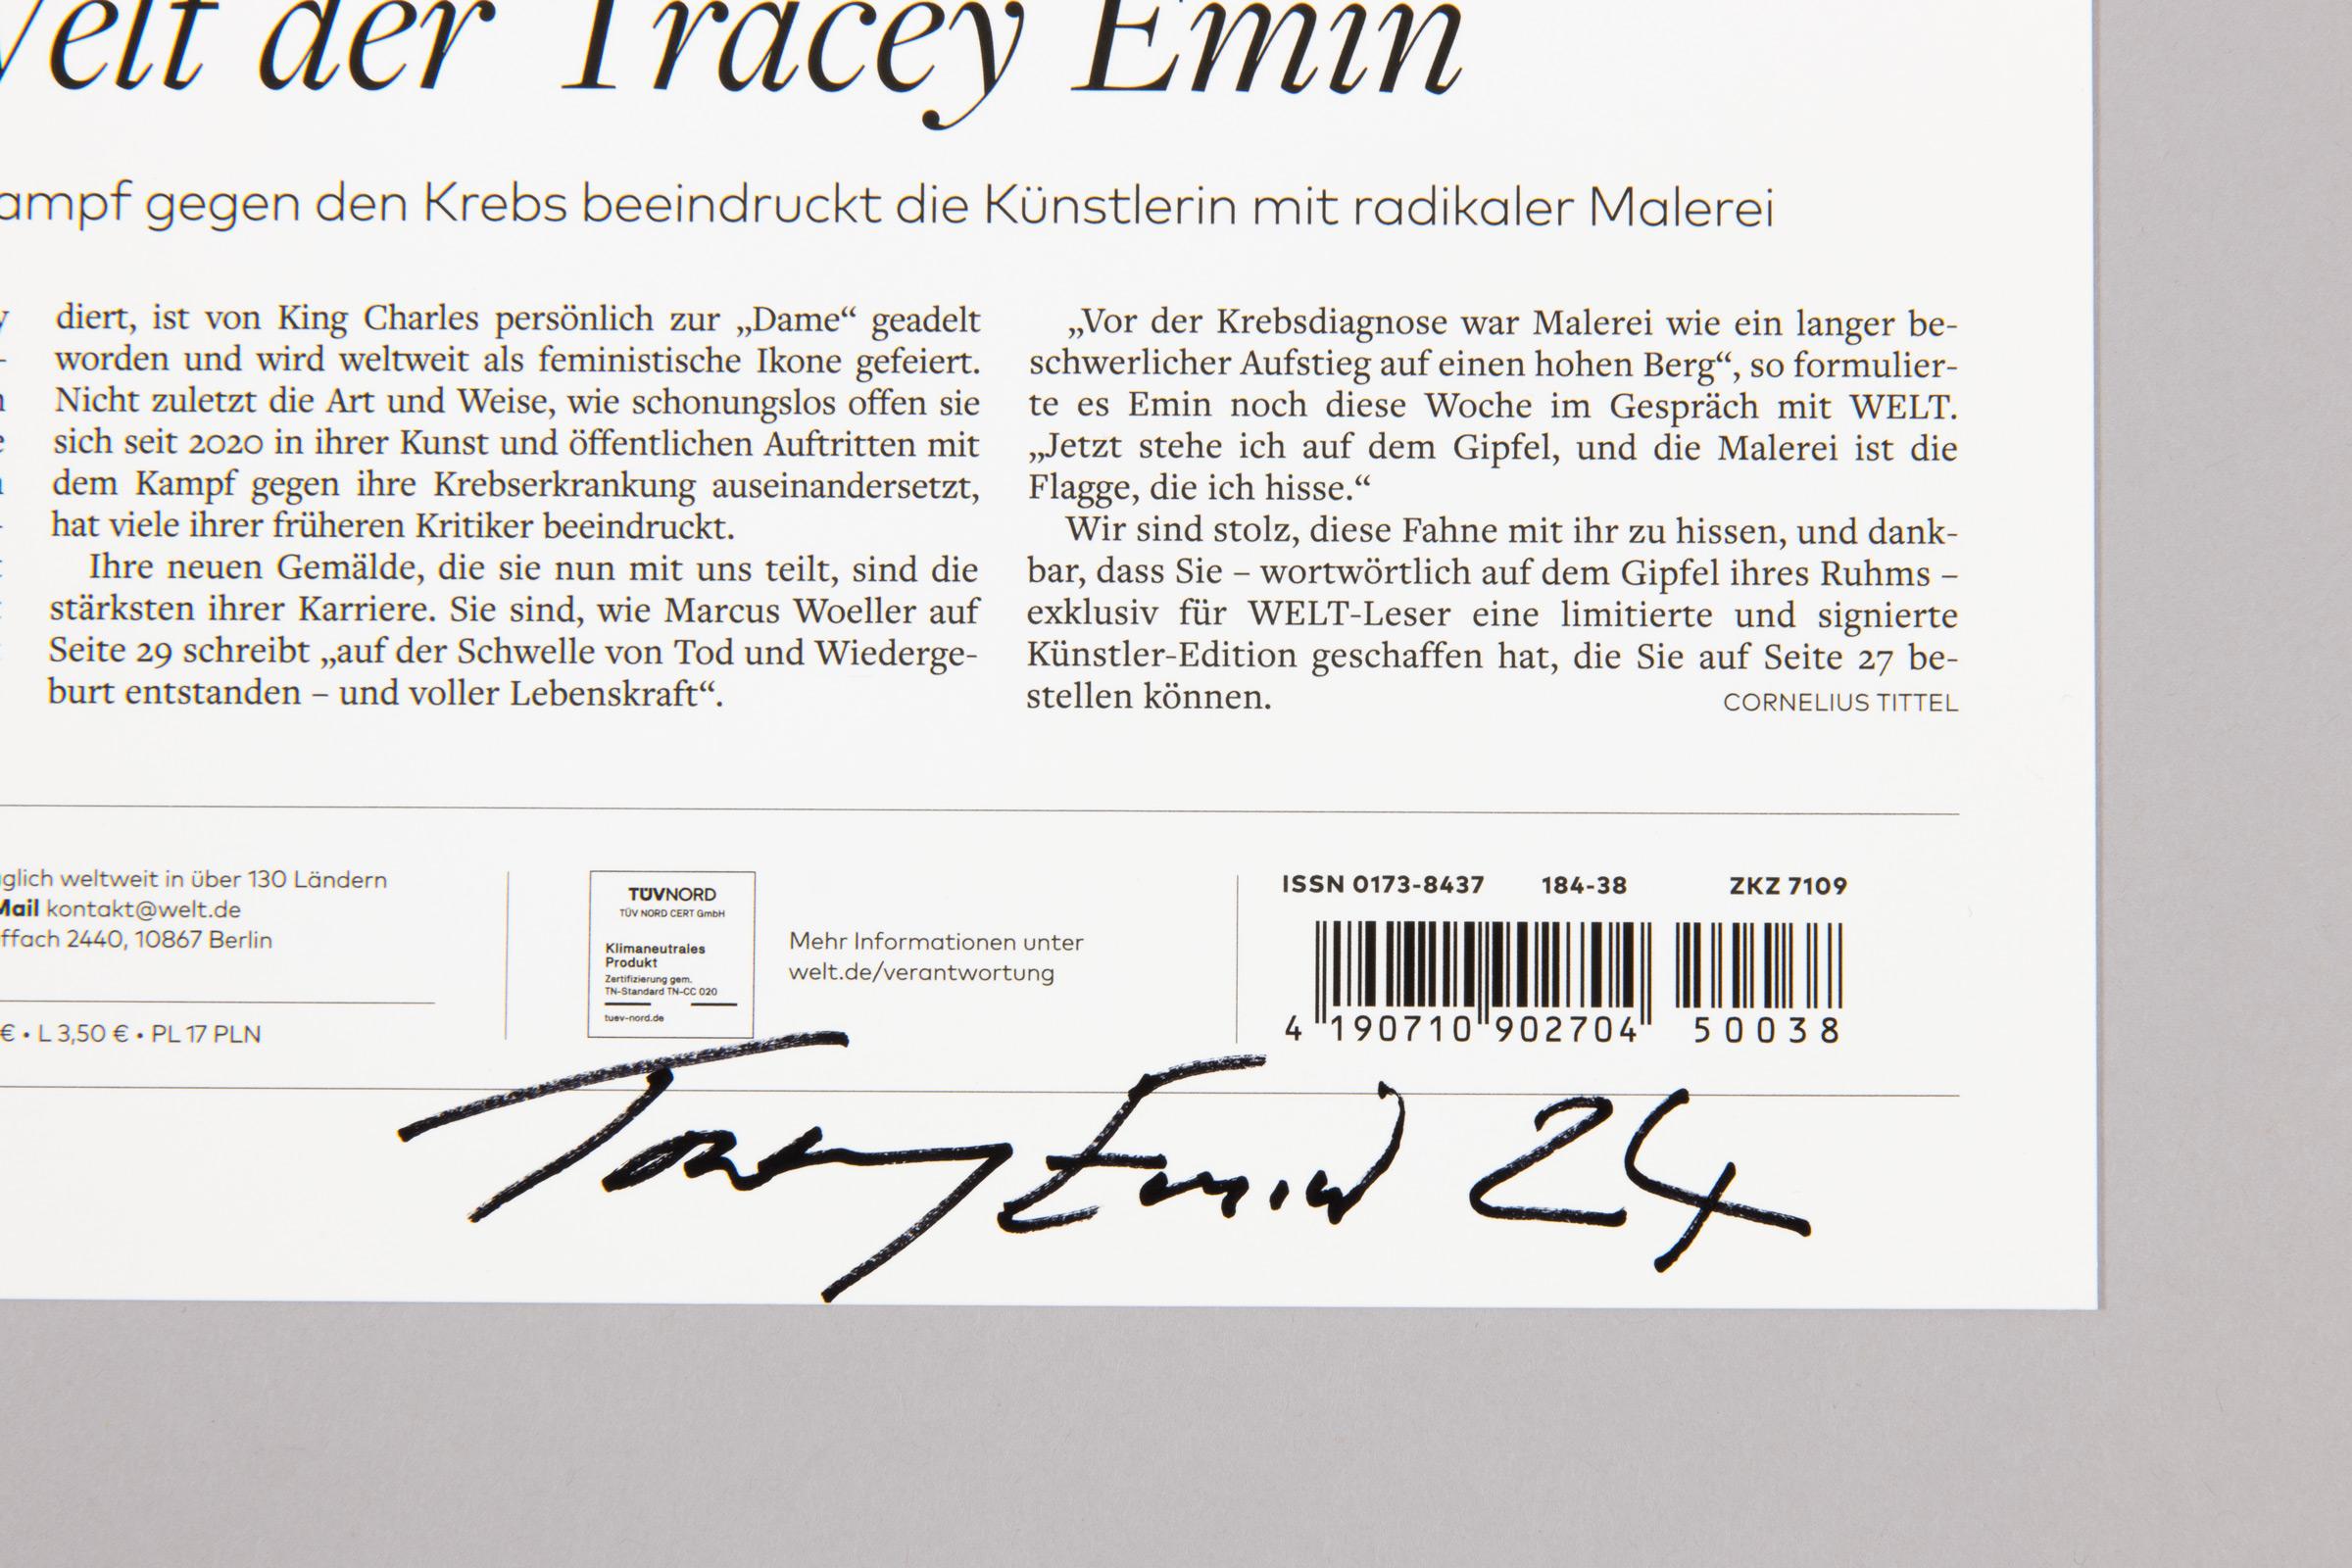 Welt der Tracey Emin
gegen den Krebs beeindruckt die Künstlerin mit radikaler Malerei
diert, ist von King Charles persönlich zur „Dame“ geadelt
worden und wird weltweit als feministische Ikone gefeiert.
Nicht zuletzt die Art und Weise, wie schonungslos offen sie
sich seit 2020 in ihrer Kunst und öffentlichen Auftritten mit
dem Kampf gegen ihre Krebserkrankung auseinandersetzt,
hat viele ihrer früheren Kritiker beeindruckt.
Ihre neuen Gemälde, die sie nun mit uns teilt, sind die
stärksten ihrer Karriere. Sie sind, wie Marcus Woeller auf
Seite 29 schreibt „auf der Schwelle von Tod und Wiederge-
burt entstanden – und voller Lebenskraft“.
„Vor der Krebsdiagnose war Malerei wie ein langer be-
schwerlicher Aufstieg auf einen hohen Berg“, so formulier-
te es Emin noch diese Woche im Gespräch mit WELT.
„Jetzt stehe ich auf dem Gipfel, und die Malerei ist die
Flagge, die ich hisse.“
Wir sind stolz, diese Fahne mit ihr zu hissen, und dank-
bar, dass Sie – wortwörtlich auf dem Gipfel ihres Ruhms –
exklusiv für WELT-Leser eine limitierte und signierte
Künstler-Edition geschaffen hat, die Sie auf Seite 27 be-
stellen können.
CORNELIUS TITTEL
weltweit in über 130 Ländern
Mail kontakt@welt.de
2440, 10867 Berlin
€ • L 3,50 € • PL 17 PLN
TÜVNORD
TÜV NORD CERT GmbH
Klimaneutrales
Produkt
Zertifizierung gem.
TN-Standard TN-CC 020
tuev-nord.de
Mehr Informationen unter
welt.de/verantwortung
ISSN 0173-8437 184-38 ZKZ 7109
4 190710 902704 50038
Tracey Emin 24